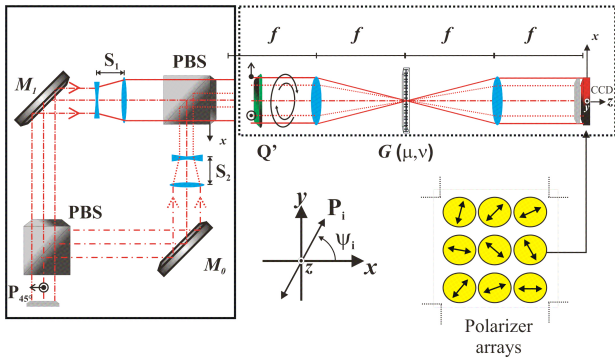 f f f f
S1
PBS
M1
x
CCD
z
y
x
Q'
G (μ,ν)
S2
PBS
M0
P45°
y
Pi
ψi
z
x
Polarizer
arrays